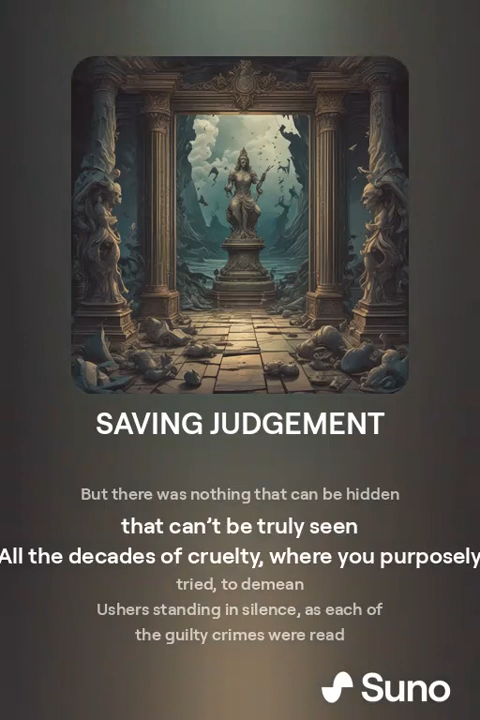 SAVING JUDGEMENT
But there was nothing that can be hidden
that can't be truly seen
All the decades of cruelty, where you purposely
tried, to demean
Ushers standing in silence, as each of
the guilty crimes were read
Suno